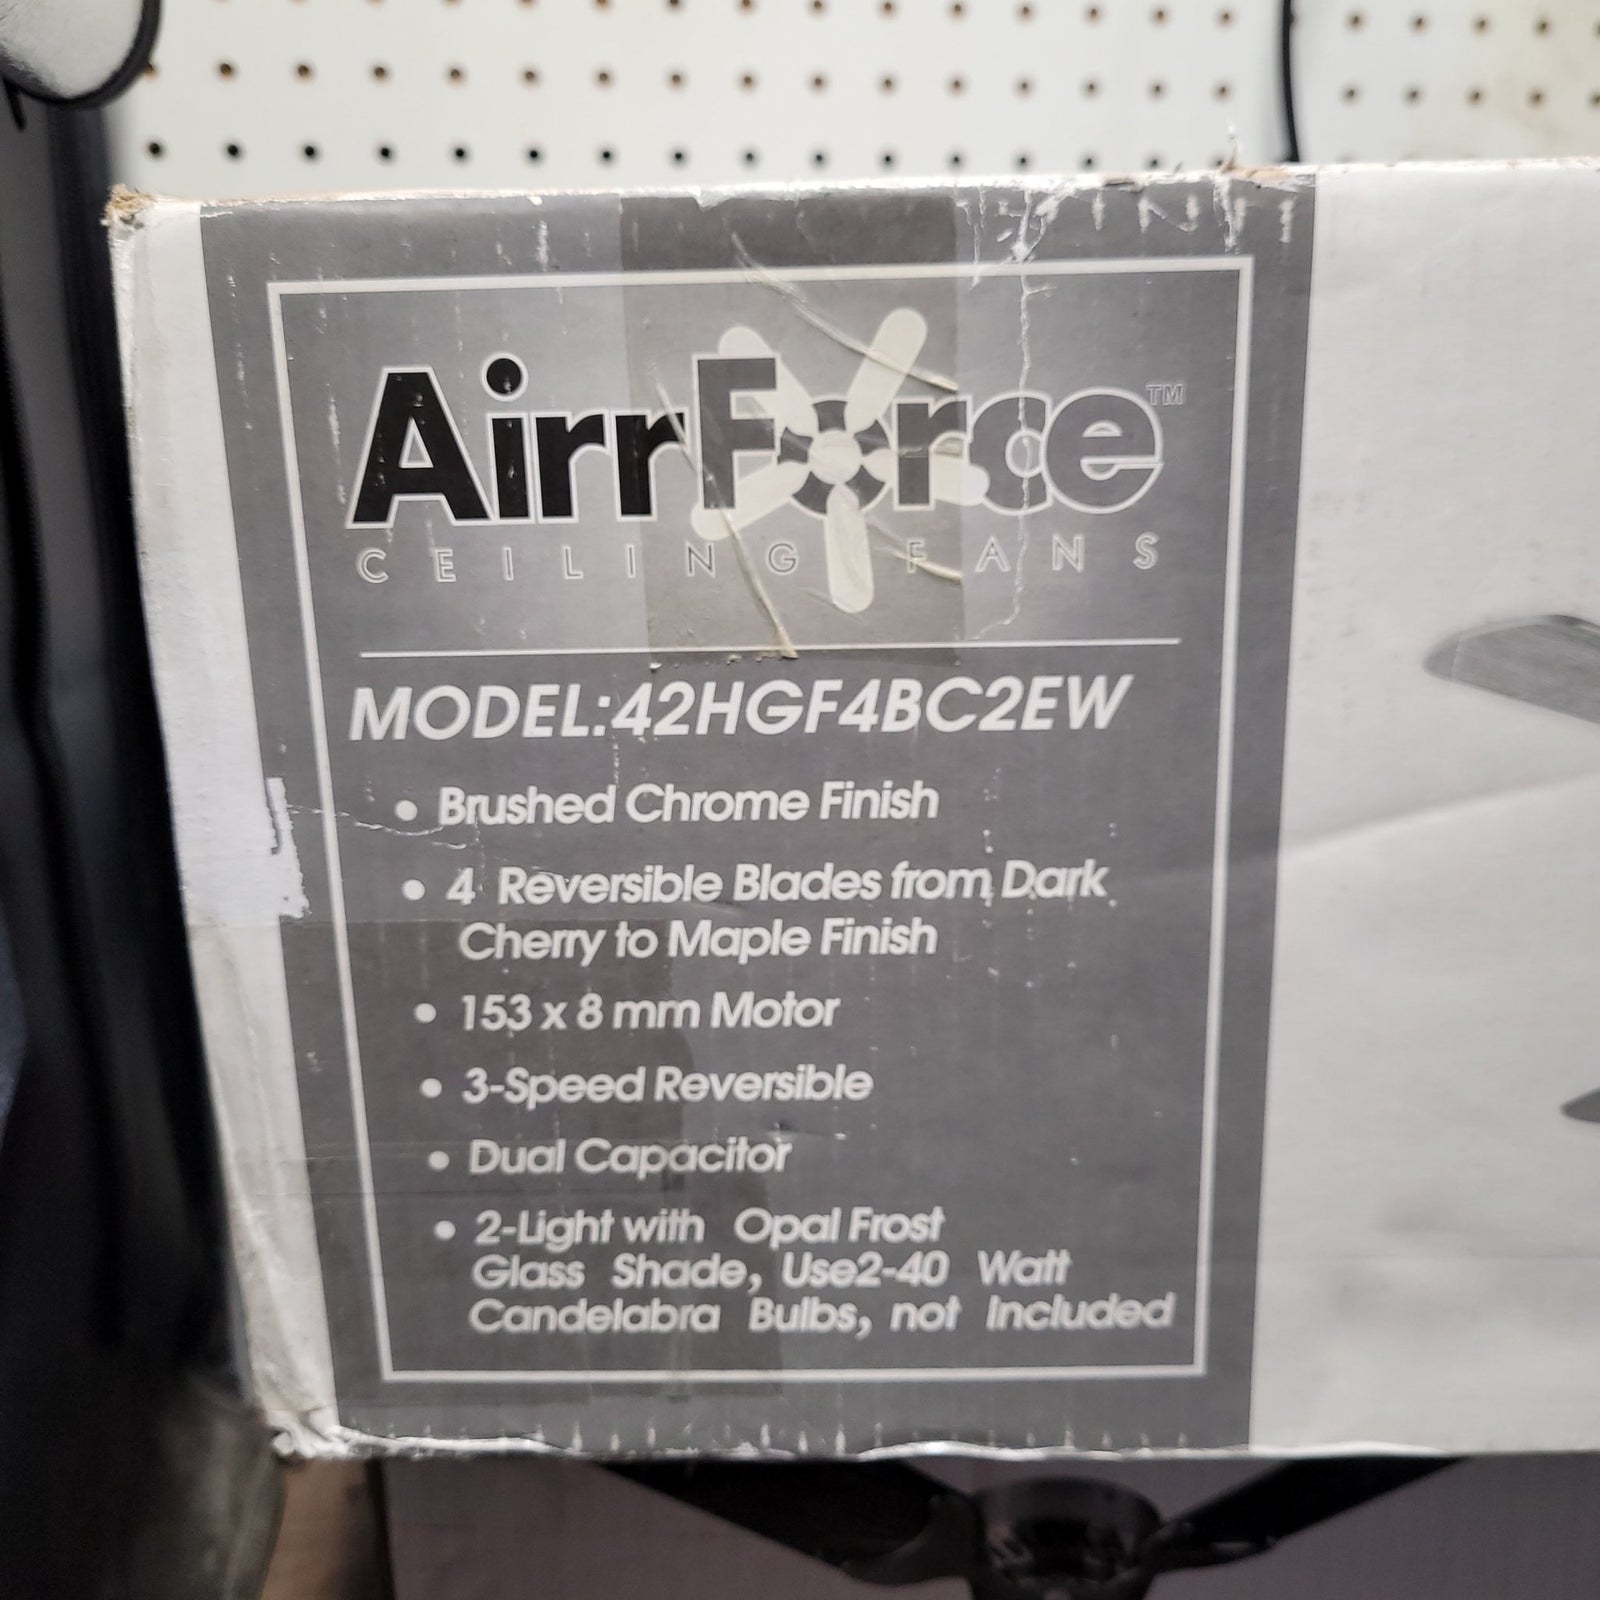 AirrForce™
CEILING FANS
MODEL:42HGF4BC2EW
• Brushed Chrome Finish
• 4 Reversible Blades from Dark
Cherry to Maple Finish
• 153 x 8 mm Motor
• 3-Speed Reversible
• Dual Capacitor
• 2-Light with Opal Frost
Glass Shade, Use2-40 Watt
Candelabra Bulbs, not Included